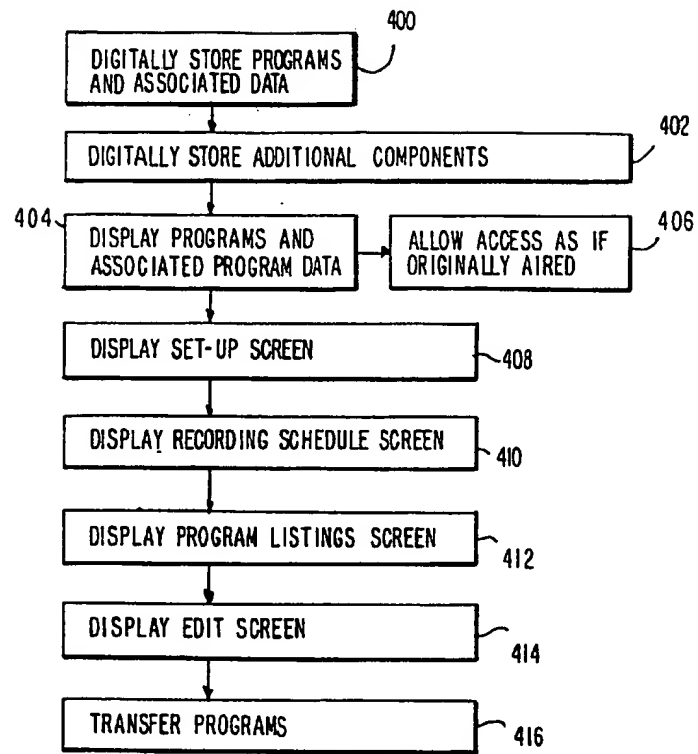 400
DIGITALLY STORE PROGRAMS
AND ASSOCIATED DATA
402
DIGITALLY STORE ADDITIONAL COMPONENTS
404
DISPLAY PROGRAMS AND
ASSOCIATED PROGRAM DATA
406
ALLOW ACCESS AS IF
ORIGINALLY AIRED
DISPLAY SET-UP SCREEN
408
DISPLAY RECORDING SCHEDULE SCREEN
410
DISPLAY PROGRAM LISTINGS SCREEN
412
DISPLAY EDIT SCREEN
414
TRANSFER PROGRAMS
416